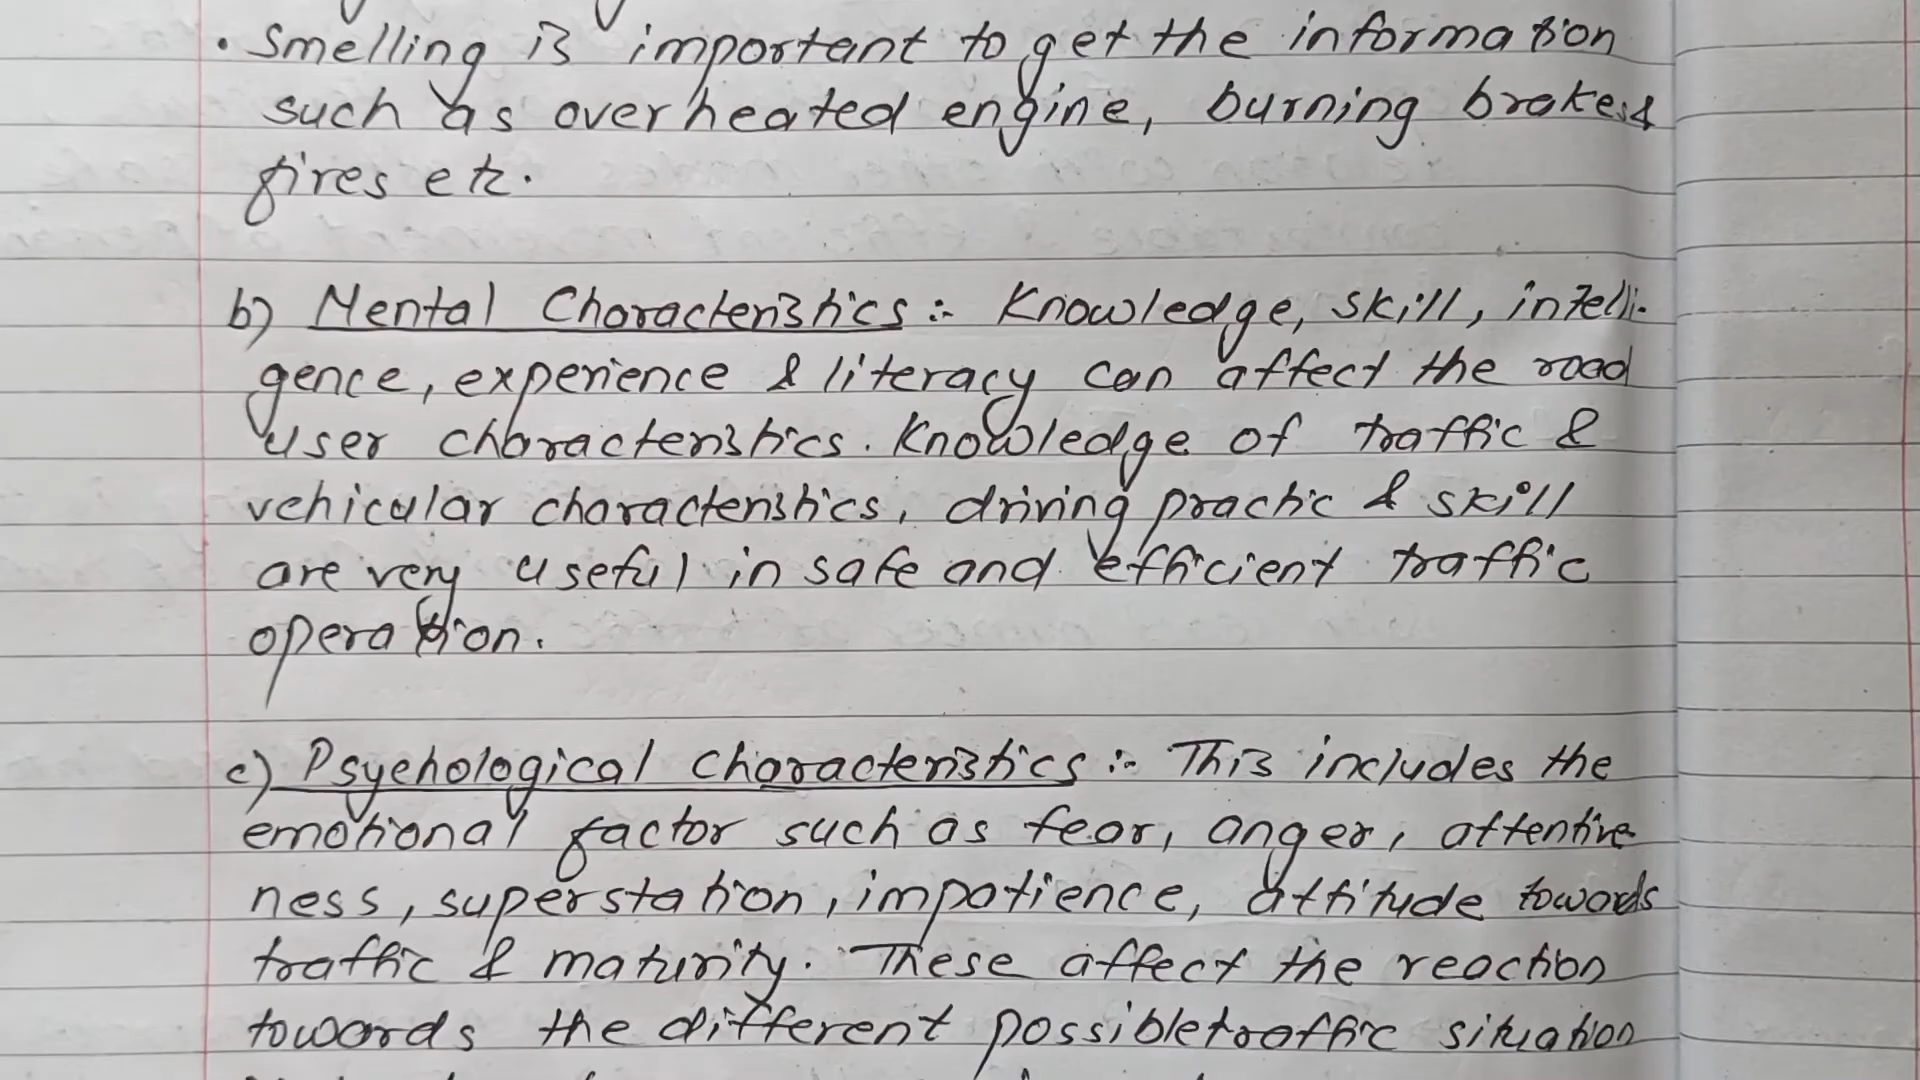 • Smelling is important to get the information
such as overheated engine, burning brakes &
fires etc.
b) Mental Characteristics :- Knowledge, skill, intelli-
gence, experience & literacy can affect the road
user characteristics. Knowledge of traffic &
vehicular characteristics, driving practic & skill
are very useful in safe and efficient traffic
operation.
c) Psychological characteristics :- This includes the
emotional factor such as fear, anger, attentive
ness, superstation, impatience, attitude towards
traffic & maturity. These affect the reaction
towards the different possible traffic situation